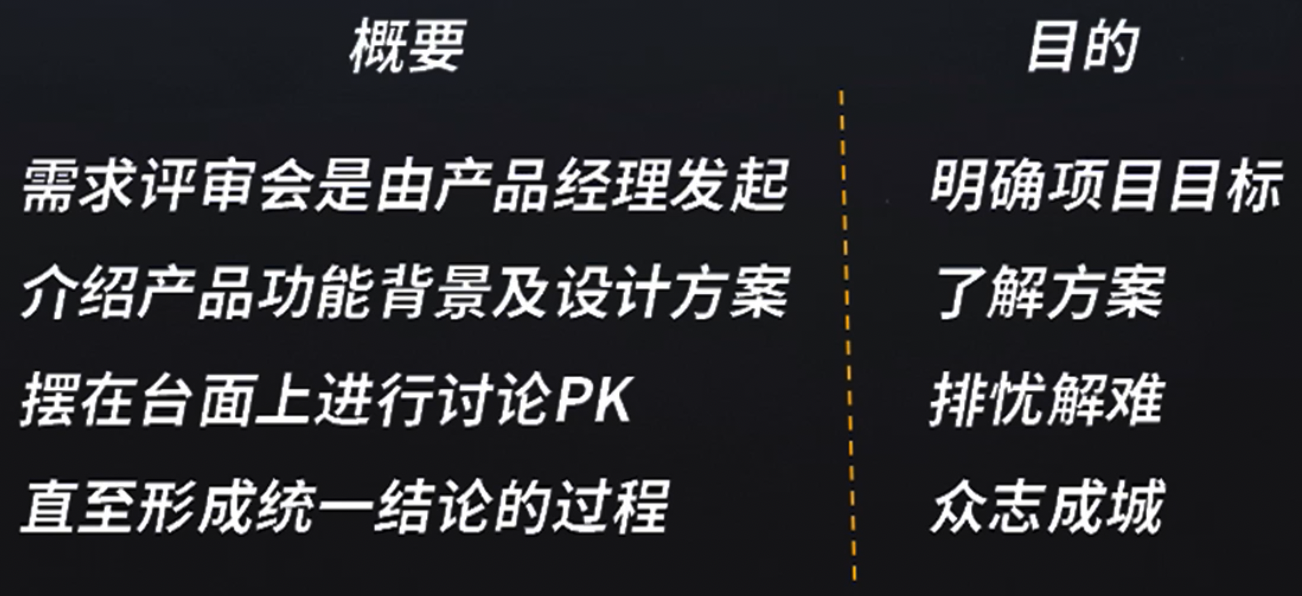 概要
需求评审会是由产品经理发起
介绍产品功能背景及设计方案
摆在台面上进行讨论PK
直至形成统一结论的过程
目的
明确项目目标
了解方案
排忧解难
众志成城